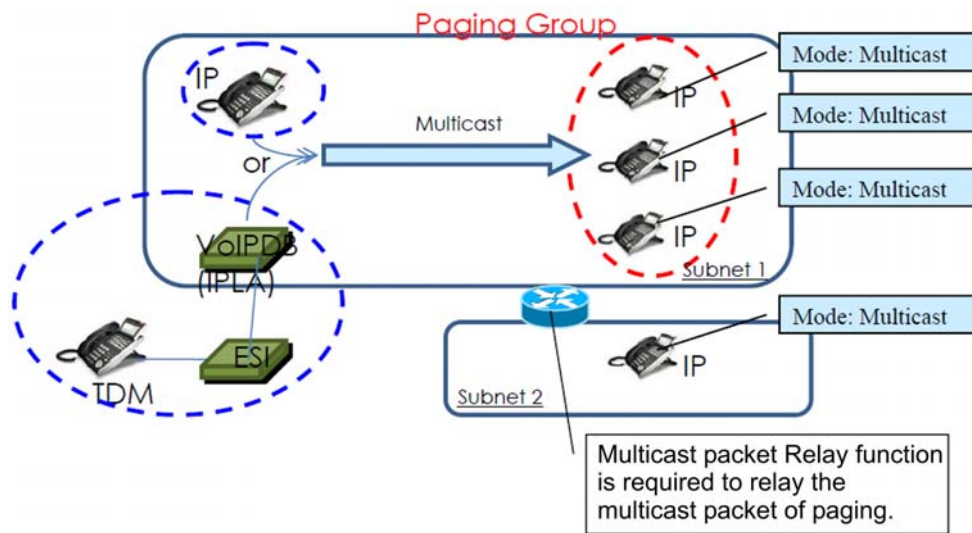 Paging Group
Mode: Multicast
IP
IP
Multicast
Mode: Multicast
or
IP
Mode: Multicast
VoIPDB
(IPLA)
IP
Subnet 1
Mode: Multicast
ESI
IP
TDM
Subnet 2
Multicast packet Relay function
is required to relay the
multicast packet of paging.